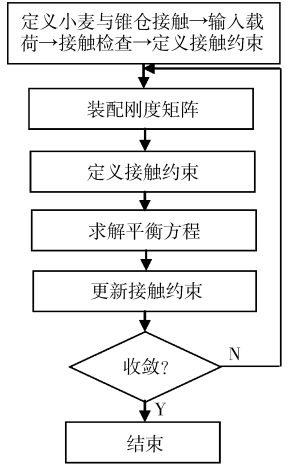 定义小麦与锥仓接触→输入载
荷→接触检查→定义接触约束
装配刚度矩阵
定义接触约束
求解平衡方程
更新接触约束
收敛?
N
Y
结束